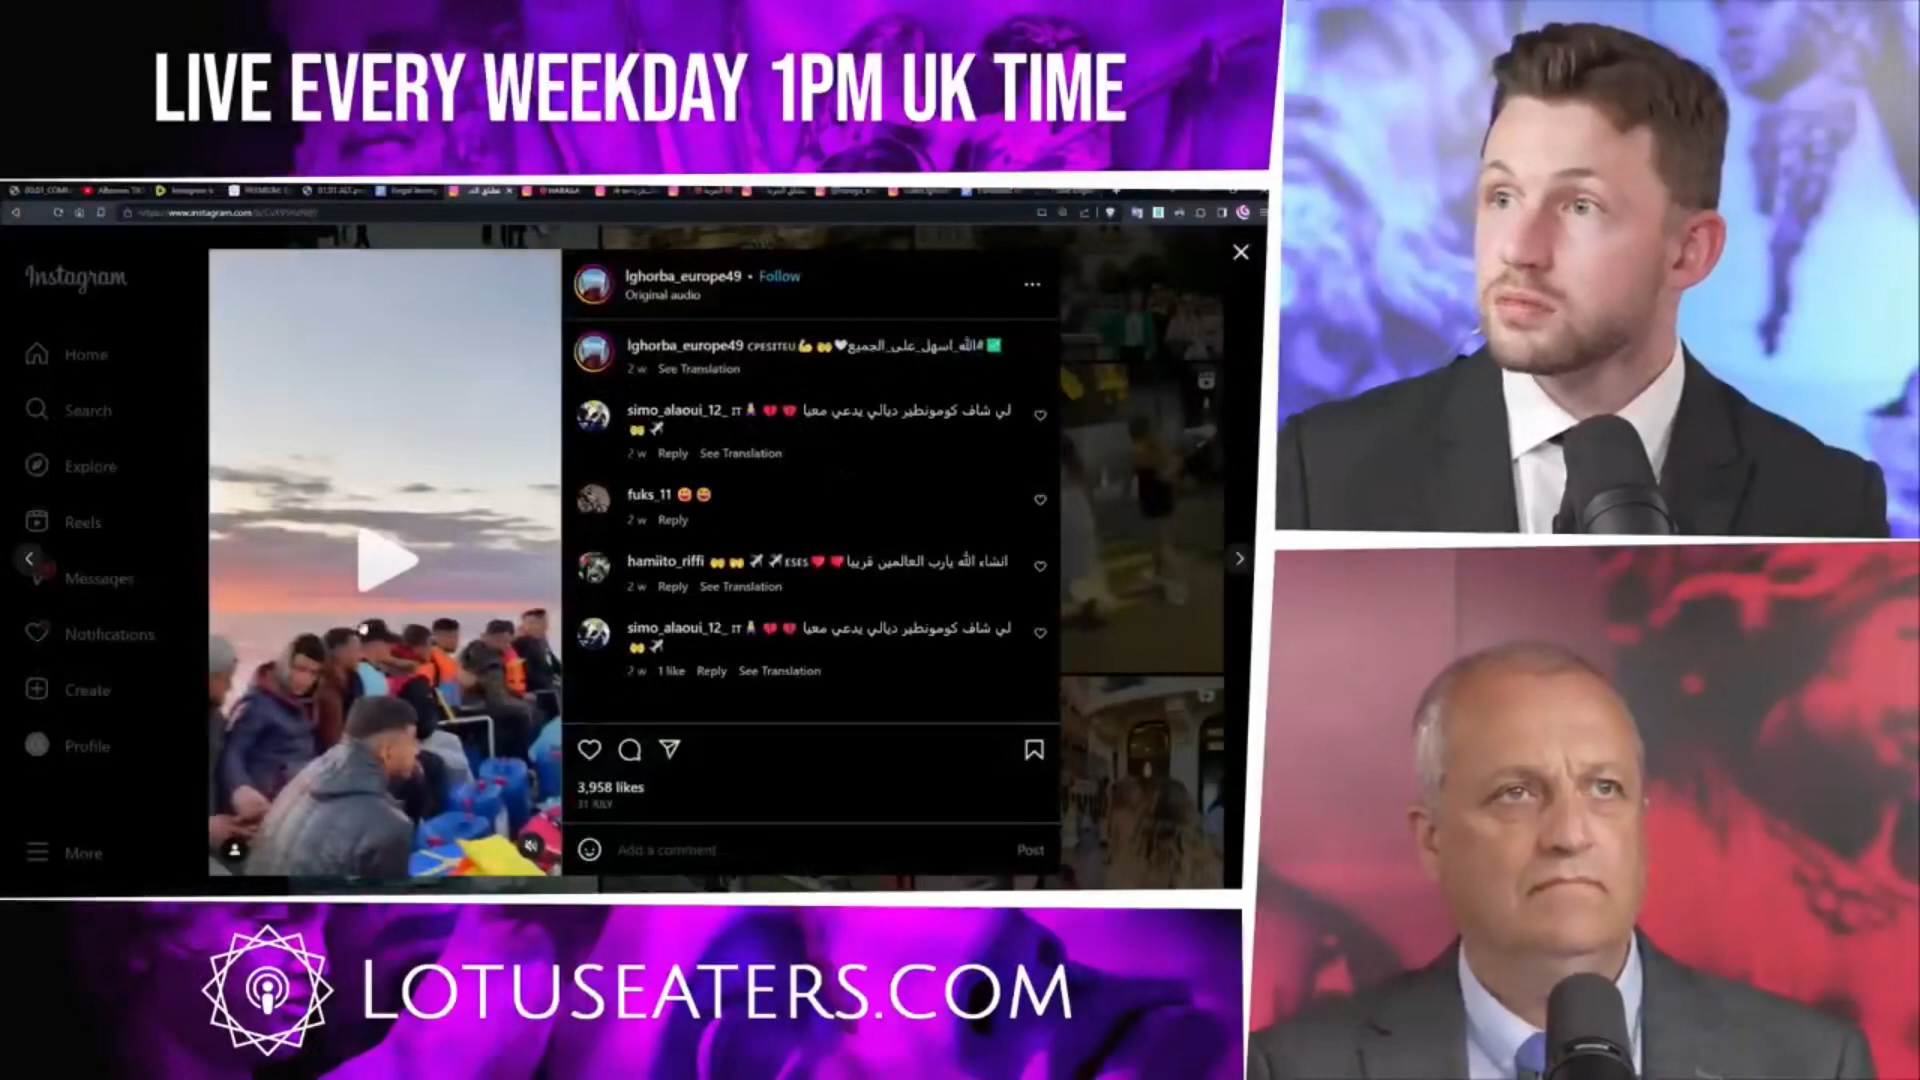 LIVE EVERY WEEKDAY 1PM UK TIME
Instagram
Home
Search
Explore
Reels
Messages
Notifications
Create
Profile
More
lghorba_europe49 • Follow
Original audio
lghorba_europe49 #الله_اسهل_على_الجميع
2 w See Translation
simo_alaoui_12_ لي شاف كومونطير ديالي يدعي معيا
2 w Reply See Translation
fuks_11
2 w Reply
hamiito_riffi انشاء الله يارب العالمين قريبا
2 w Reply See Translation
simo_alaoui_12_ لي شاف كومونطير ديالي يدعي معيا
2 w 1 like Reply See Translation
3,958 likes
31 JULY
Add a comment...
Post
LOTUSEATERS.COM